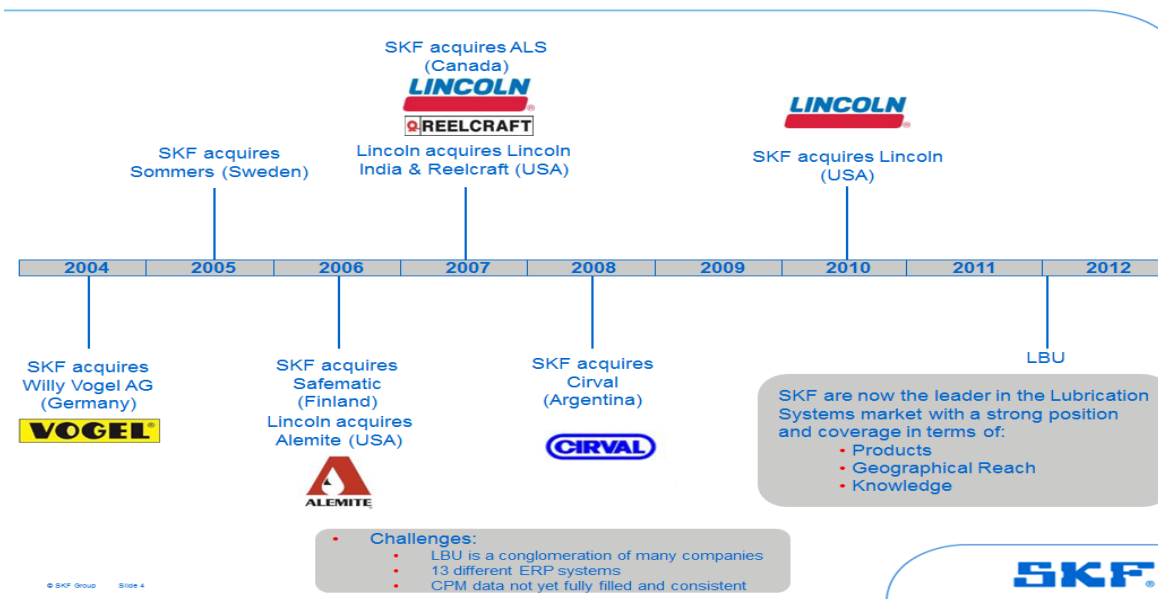 SKF acquires ALS
(Canada)
LINCOLN
REELCRAFT
Lincoln acquires Lincoln
India & Reelcraft (USA)
SKF acquires
Sommers (Sweden)
LINCOLN
SKF acquires Lincoln
(USA)
2004
2005
2006
2007
2008
2009
2010
2011
2012
SKF acquires
Willy Vogel AG
(Germany)
VOGEL®
SKF acquires
Safematic
(Finland)
Lincoln acquires
Alemite (USA)
ALEMITE
SKF acquires
Cirval
(Argentina)
CIRVAL
LBU
SKF are now the leader in the Lubrication
Systems market with a strong position
and coverage in terms of:
• Products
• Geographical Reach
• Knowledge
• Challenges:
• LBU is a conglomeration of many companies
• 13 different ERP systems
• CPM data not yet fully filled and consistent
© SKF Group Slide 4
SKF®